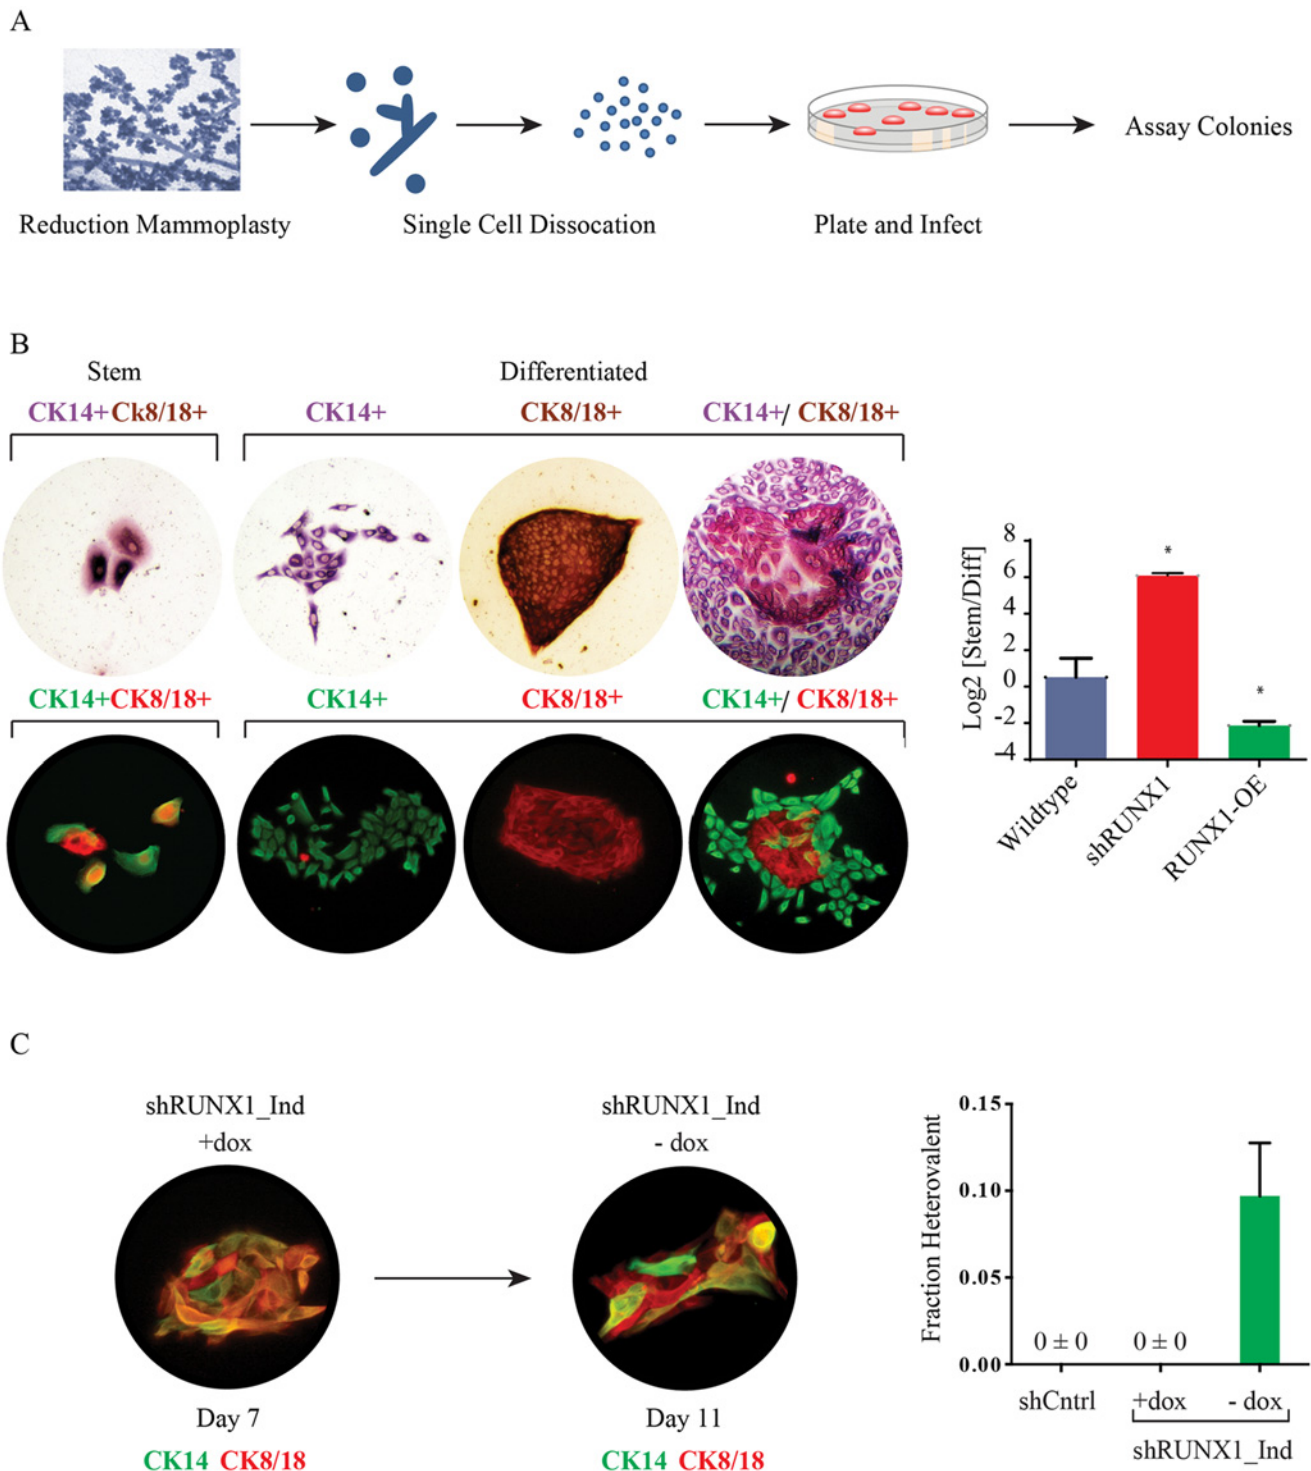 A
Reduction Mammoplasty
Single Cell Dissocation
Plate and Infect
Assay Colonies
B
Stem
Differentiated
CK14+Ck8/18+
CK14+
CK8/18+
CK14+/ CK8/18+
CK14+CK8/18+
CK14+
CK8/18+
CK14+/ CK8/18+
Log2 [Stem/Diff]
8
6
4
2
0
-2
-4
*
*
Wildtype
shRUNX1
RUNX1-OE
C
shRUNX1_Ind
+dox
Day 7
CK14 CK8/18
shRUNX1_Ind
- dox
Day 11
CK14 CK8/18
Fraction Heterovalent
0.15
0.10
0.05
0.00
0 ± 0
0 ± 0
shCntrl
+dox
- dox
shRUNX1_Ind